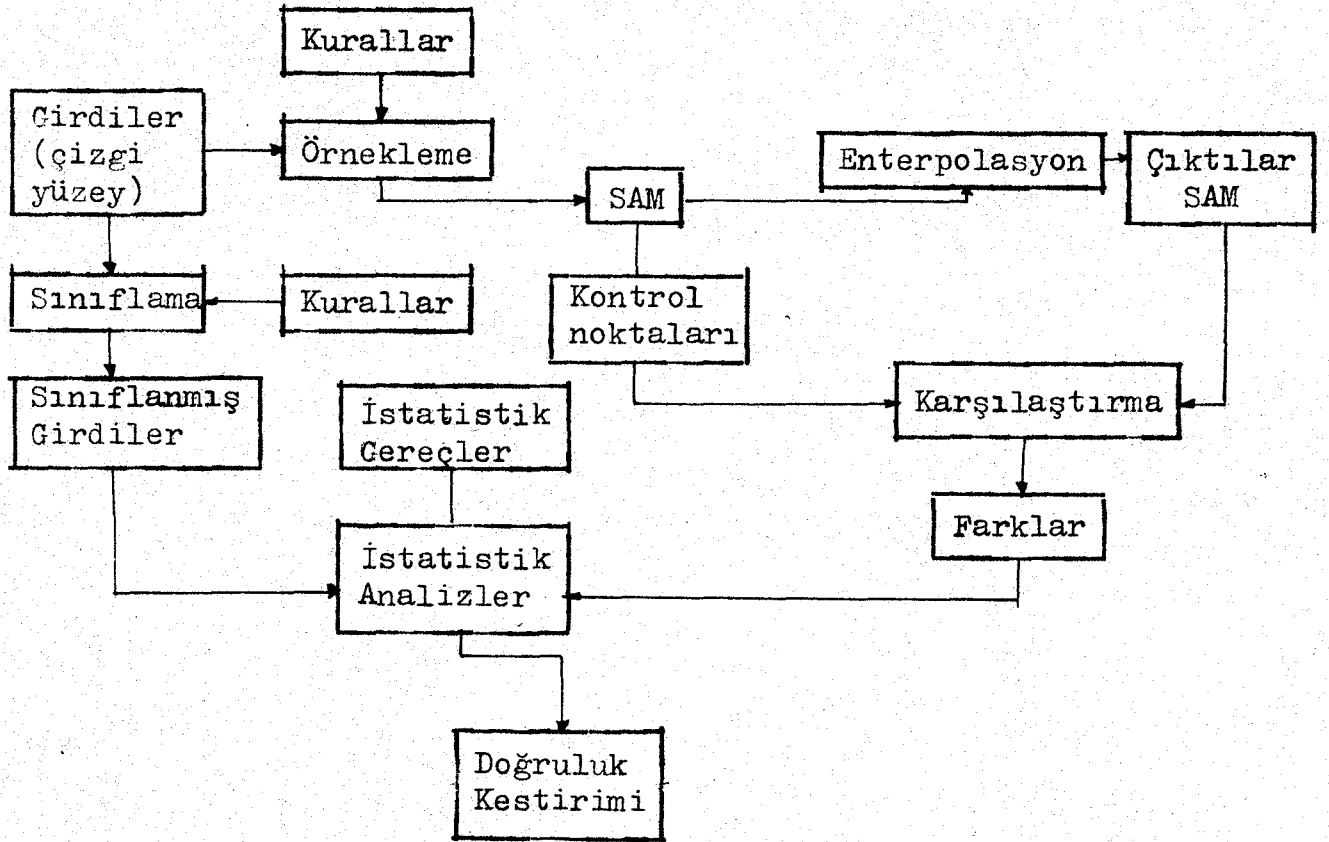 Kurallar
Girdiler
(çizgi
yüzey)
Örnekleme
Enterpolasyon
Çıktılar
SAM
SAM
Sınıflama
Kurallar
Kontrol
noktaları
Sınıflanmış
Girdiler
İstatistik
Gereçler
Karşılaştırma
Farklar
İstatistik
Analizler
Doğruluk
Kestirimi